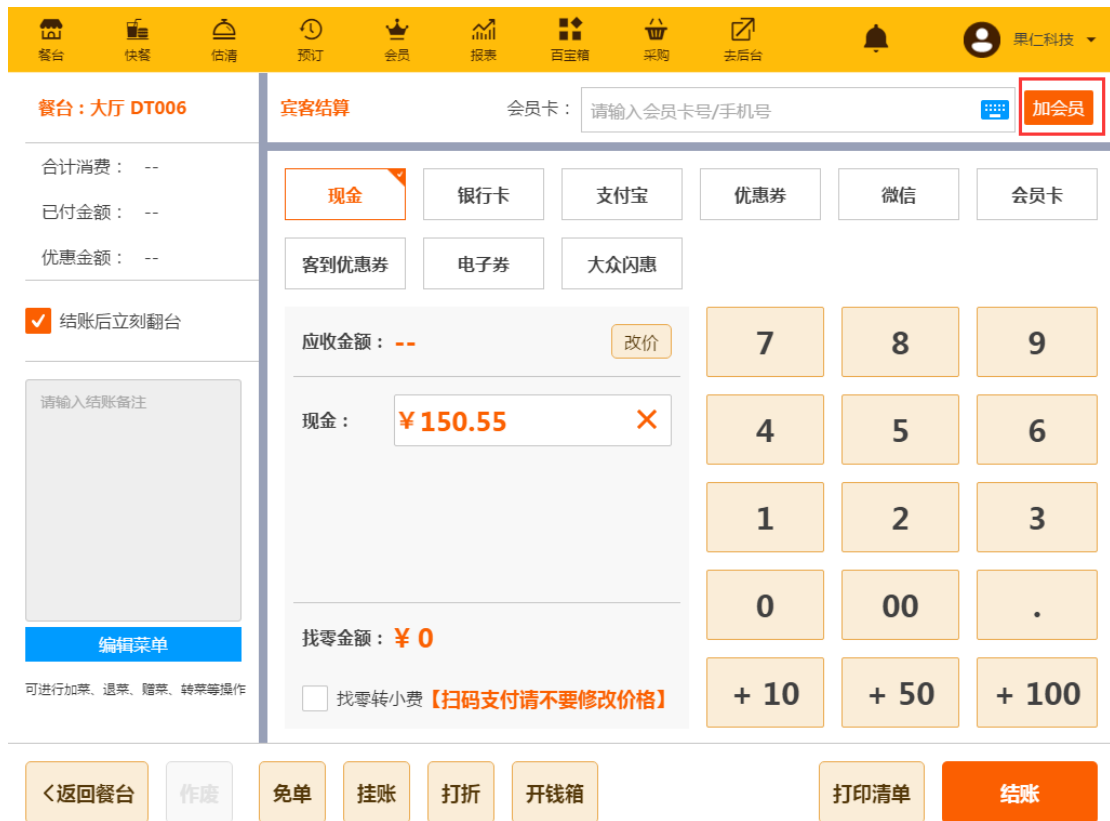 餐台 快餐 估清 预订 会员 报表 百宝箱 采购 去后台 果仁科技
餐台：大厅 DT006
宾客结算 会员卡： 请输入会员卡号/手机号 加会员
合计消费： --
已付金额： --
优惠金额： --
结账后立刻翻台
请输入结账备注
编辑菜单
可进行加菜、退菜、赠菜、转菜等操作
现金 银行卡 支付宝 优惠券 微信 会员卡
客到优惠券 电子券 大众闪惠
应收金额：-- 改价
现金： ￥150.55
找零金额：￥0
找零转小费【扫码支付请不要修改价格】
7 8 9
4 5 6
1 2 3
0 00 .
+ 10 + 50 + 100
<返回餐台 作废 免单 挂账 打折 开钱箱 打印清单 结账